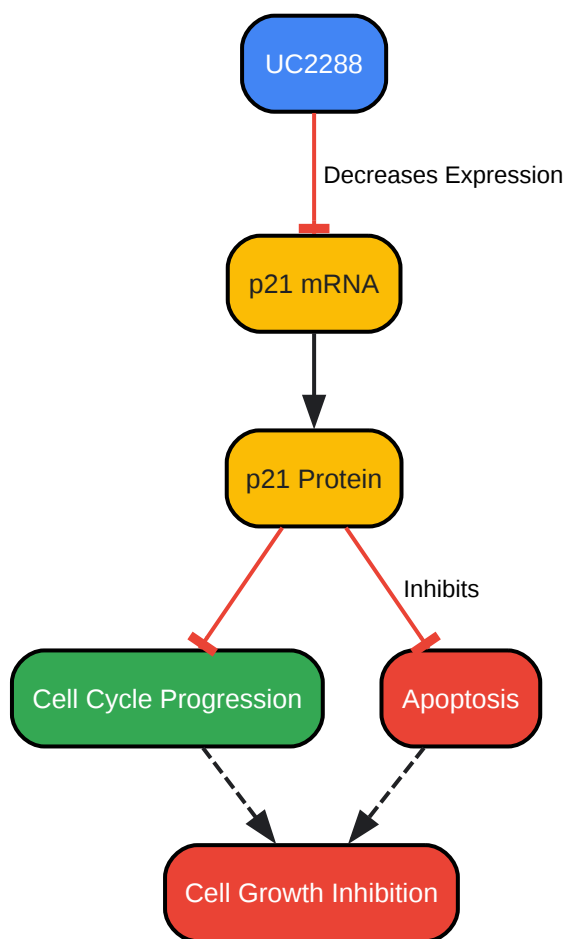 UC2288
Decreases Expression
p21 mRNA
p21 Protein
Inhibits
Cell Cycle Progression
Apoptosis
Cell Growth Inhibition